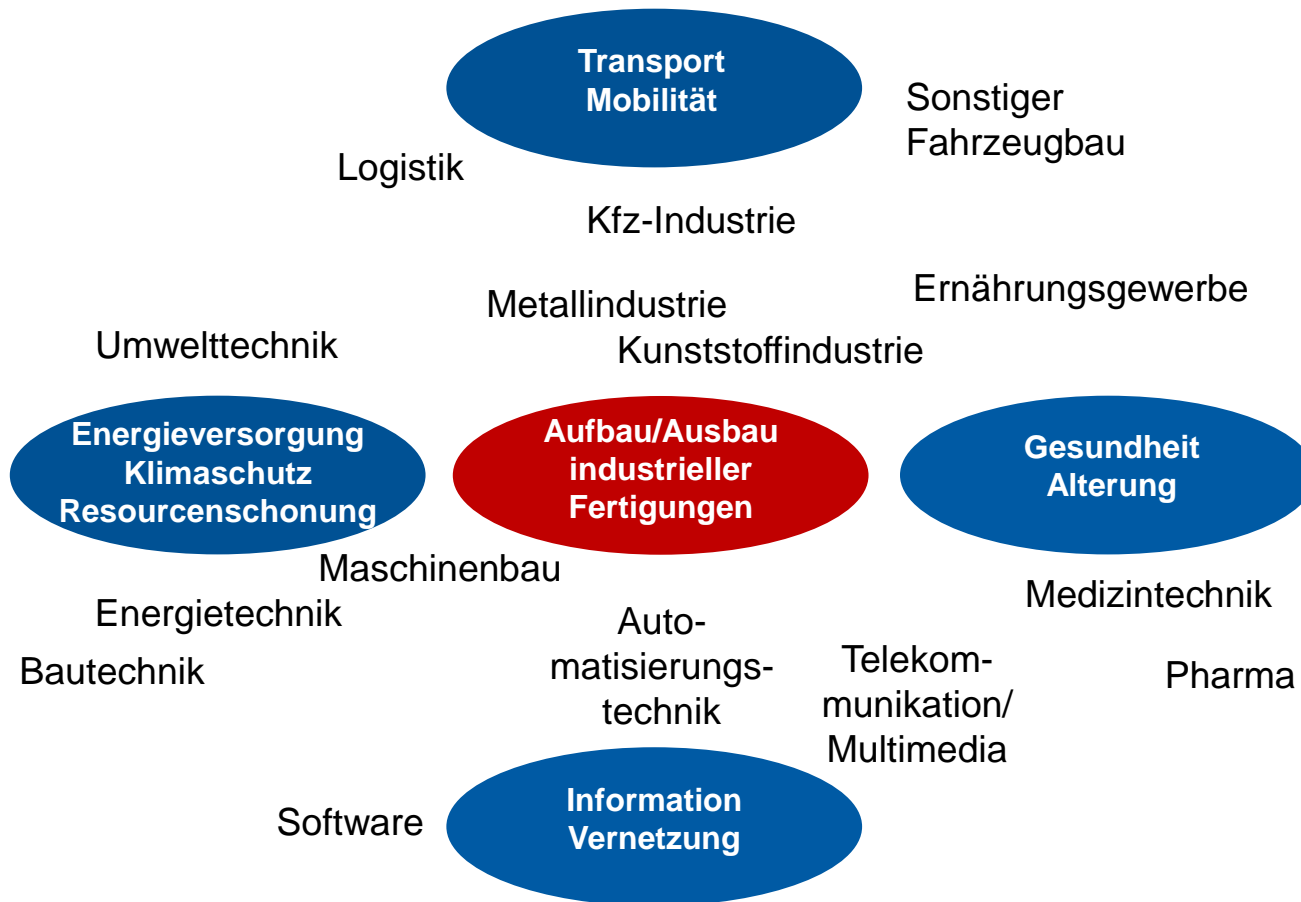 Transport
Mobilität
Sonstiger
Fahrzeugbau
Logistik
Kfz-Industrie
Ernährungsgewerbe
Metallindustrie
Umwelttechnik
Kunststoffindustrie
Energieversorgung
Klimaschutz
Resourcenschonung
Aufbau/Ausbau
industrieller
Fertigungen
Gesundheit
Alterung
Maschinenbau
Energietechnik
Bautechnik
Auto-
matisierungs-
technik
Telekom-
munikation/
Multimedia
Medizintechnik
Pharma
Software
Information
Vernetzung